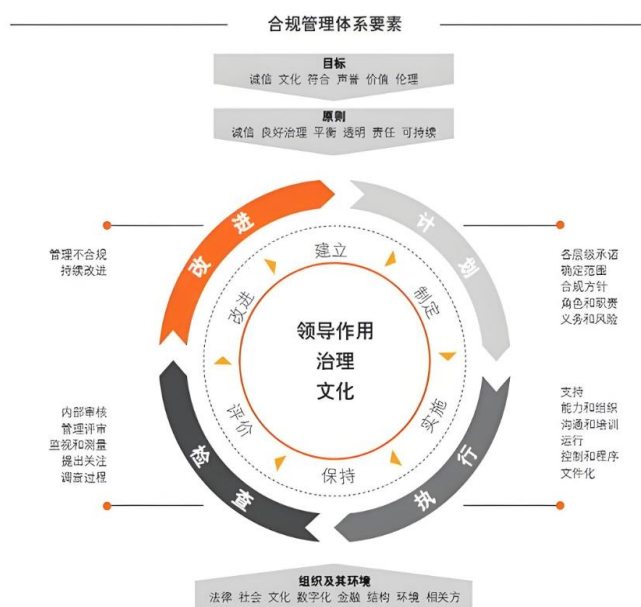 合规管理体系要素
目标
诚信 文化 符合 声誉 价值 伦理
原则
诚信 良好治理 平衡 透明 责任 可持续
改进
计划
管理不合规
持续改进
各层级承诺
确定范围
合规方针
角色和职责
义务和风险
建立
制定
实施
保持
评价
改进
领导作用
治理
文化
内部审核
管理评审
监视和测量
提出关注
调查过程
支持
能力和组织
沟通和培训
运行
控制和程序
文件化
检查
执行
组织及其环境
法律 社会 文化 数字化 金融 结构 环境 相关方